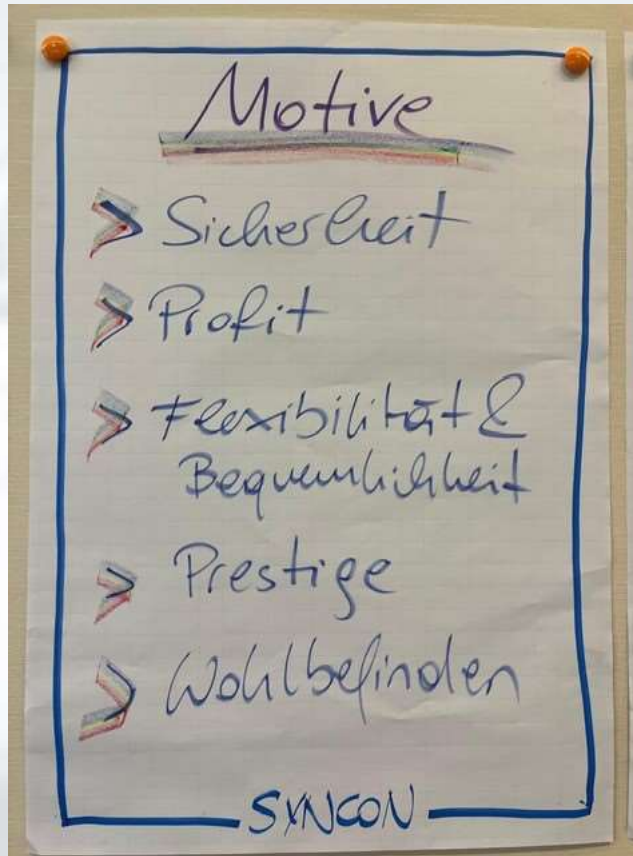 Motive
Sicherheit
Profit
Flexibilität &
Bequemlichkeit
Prestige
Wohlbefinden
SYNCON